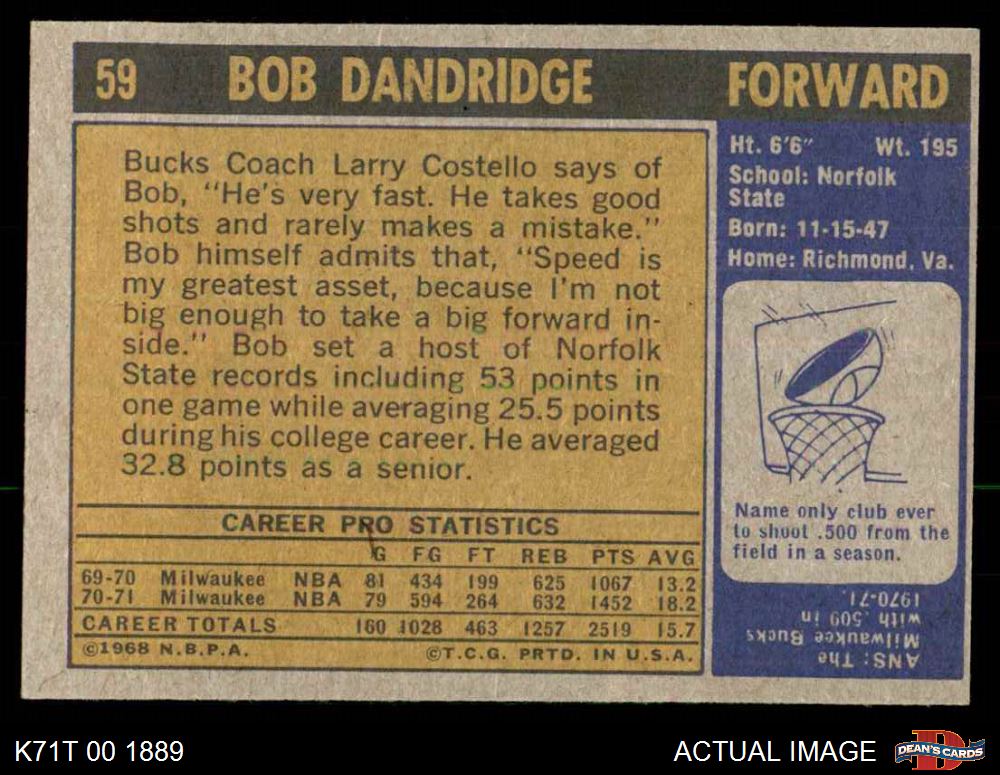 59 BOB DANDRIDGE FORWARD
Bucks Coach Larry Costello says of
Bob, “He's very fast. He takes good
shots and rarely makes a mistake.”
Bob himself admits that, “Speed is
my greatest asset, because I'm not
big enough to take a big forward in-
side.” Bob set a host of Norfolk
State records including 53 points in
one game while averaging 25.5 points
during his college career. He averaged
32.8 points as a senior.
CAREER PRO STATISTICS
G FG FT REB PTS AVG
69-70 Milwaukee NBA 81 434 199 625 1067 13.2
70-71 Milwaukee NBA 79 594 264 632 1452 18.2
CAREER TOTALS 160 1028 463 1257 2519 15.7
©1968 N.B.P.A. ©T.C.G. PRTD. IN U.S.A.
Ht. 6'6" Wt. 195
School: Norfolk
State
Born: 11-15-47
Home: Richmond, Va.
Name only club ever
to shoot .500 from the
field in a season.
ANS: The
Milwaukee Bucks
with .509 in
1970-71.
K71T 00 1889
ACTUAL IMAGE
D
DEAN'S CARDS